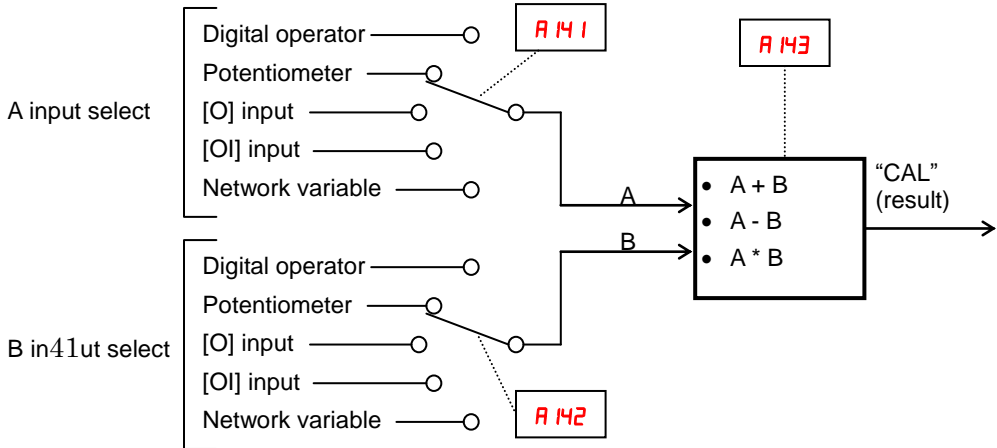 A input select
Digital operator
Potentiometer
[O] input
[OI] input
Network variable
A141
A
B in41ut select
Digital operator
Potentiometer
[O] input
[OI] input
Network variable
A142
B
A143
• A + B
• A - B
• A * B
“CAL”
(result)